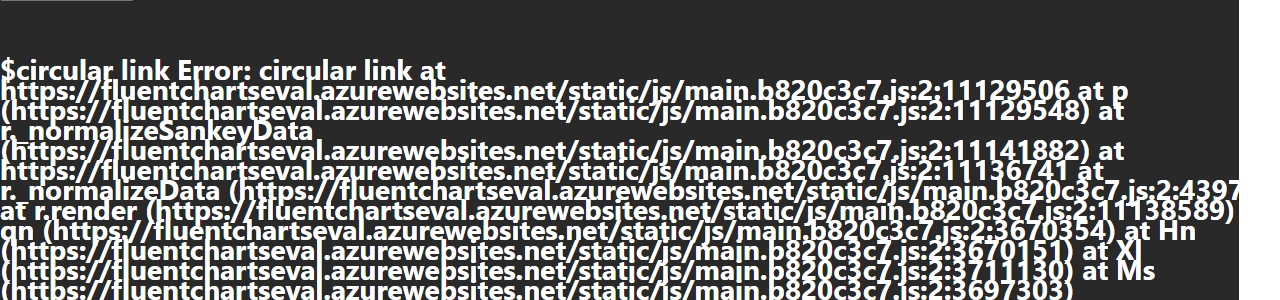 $circular link Error: circular link at
https://fluentchartseval.azurewebsites.net/static/js/main.b820c3c7.js:2:11129506 at p
(https://fluentchartseval.azurewebsites.net/static/js/main.b820c3c7.js:2:11129548) at
r._normalizeSankeyData
(https://fluentchartseval.azurewebsites.net/static/js/main.b820c3c7.js:2:11141882) at
https://fluentchartseval.azurewebsites.net/static/js/main.b820c3c7.js:2:11136741 at
r._normalizeData (https://fluentchartseval.azurewebsites.net/static/js/main.b820c3c7.js:2:4397
at r.render (https://fluentchartseval.azurewebsites.net/static/js/main.b820c3c7.js:2:11138589)
qn (https://fluentchartseval.azurewebsites.net/static/js/main.b820c3c7.js:2:3670354) at Hn
(https://fluentchartseval.azurewebsites.net/static/js/main.b820c3c7.js:2:3670151) at Xl
(https://fluentchartseval.azurewebsites.net/static/js/main.b820c3c7.js:2:3711130) at Ms
(https://fluentchartseval.azurewebsites.net/static/js/main.b820c3c7.js:2:3697303)